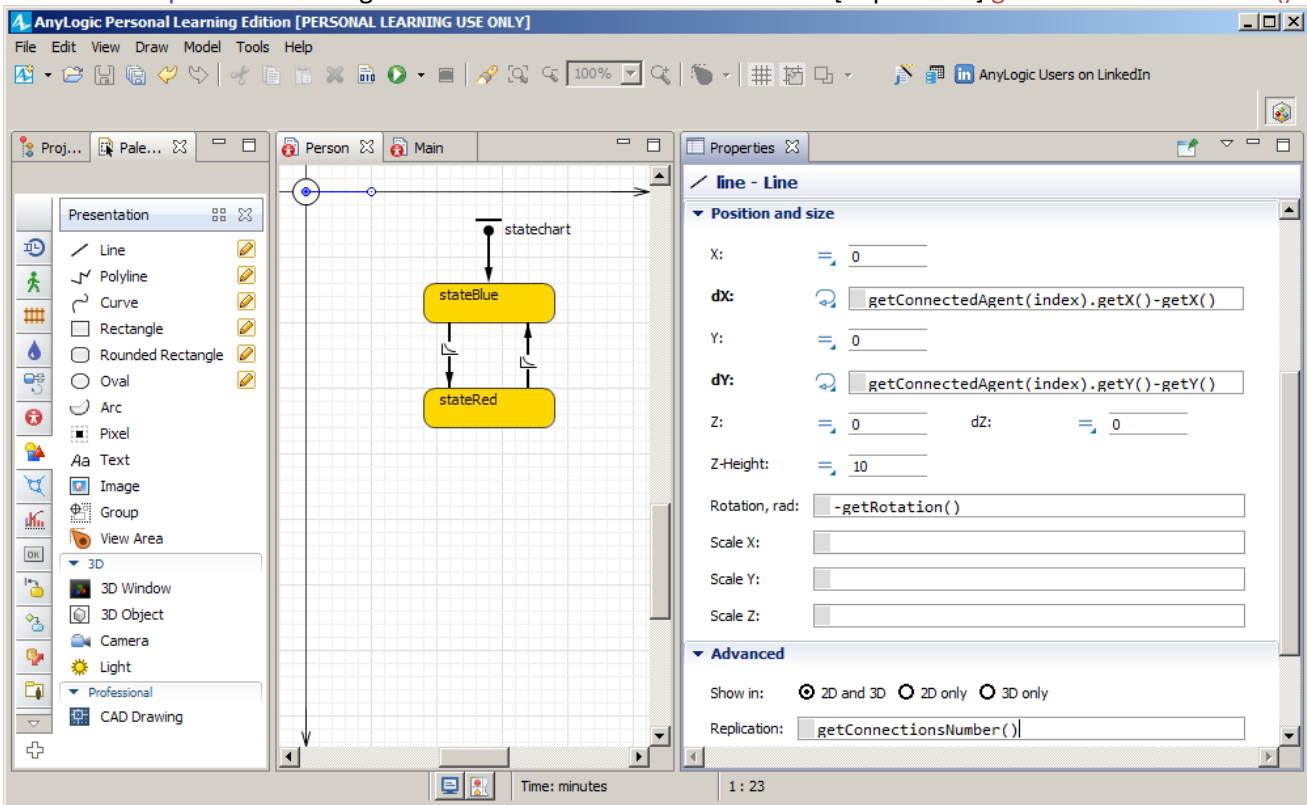 AnyLogic Personal Learning Edition [PERSONAL LEARNING USE ONLY]
File Edit View Draw Model Tools Help
100%
AnyLogic Users on LinkedIn
Proj...
Pale...
Person
Main
Properties
line - Line
Presentation
Line
Polyline
Curve
Rectangle
Rounded Rectangle
Oval
Arc
Pixel
Aa Text
Image
Group
View Area
3D
3D Window
3D Object
Camera
Light
Professional
CAD Drawing
OK
statechart
stateBlue
stateRed
Position and size
X: 0
dX: getConnectedAgent(index).getX()-getX()
Y: 0
dY: getConnectedAgent(index).getY()-getY()
Z: 0 dZ: 0
Z-Height: 10
Rotation, rad: -getRotation()
Scale X:
Scale Y:
Scale Z:
Advanced
Show in: 2D and 3D 2D only 3D only
Replication: getConnectionsNumber()
Time: minutes
1 : 23